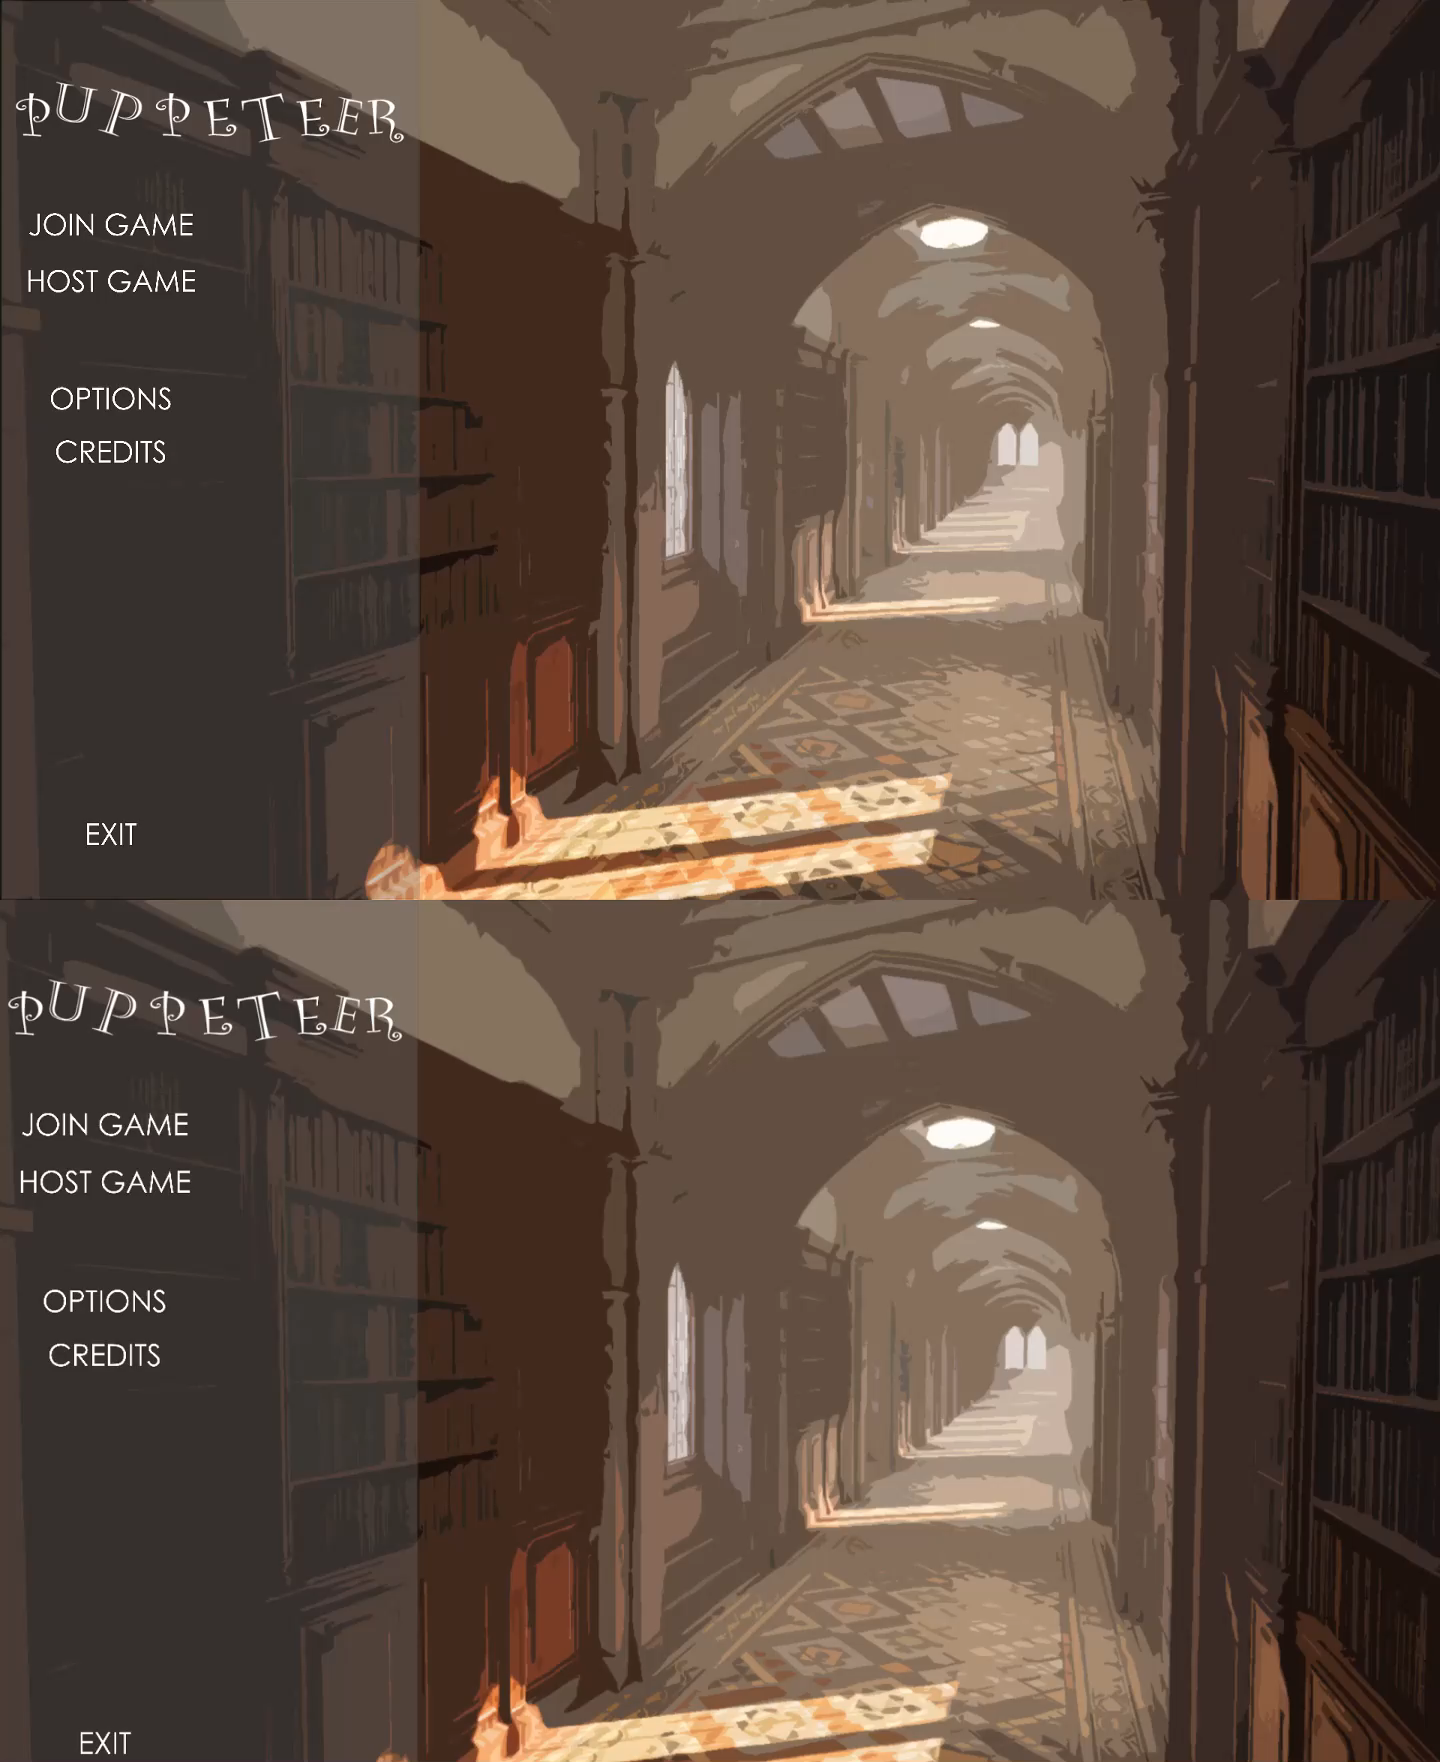 PUPPETEER
JOIN GAME
HOST GAME
OPTIONS
CREDITS
EXIT
PUPPETEER
JOIN GAME
HOST GAME
OPTIONS
CREDITS
EXIT